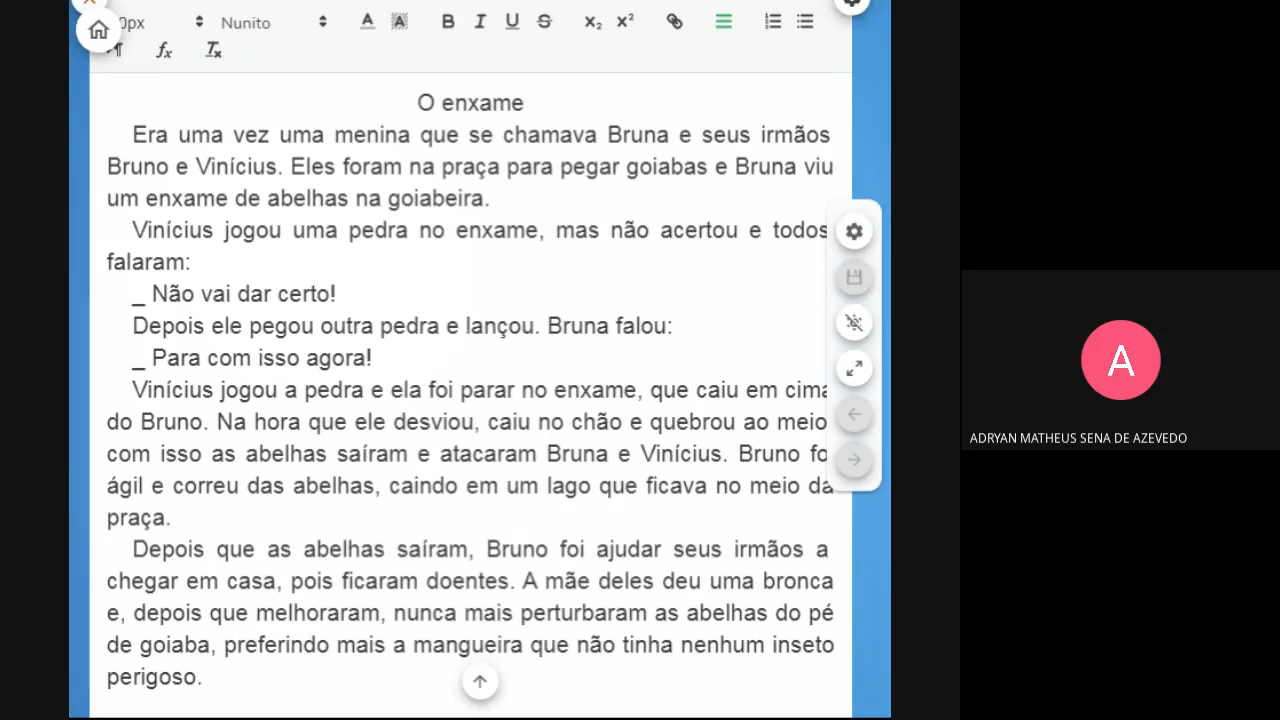 0px Nunito A A B I U S x₂ x²
¶ fx Tx
O enxame
Era uma vez uma menina que se chamava Bruna e seus irmãos
Bruno e Vinícius. Eles foram na praça para pegar goiabas e Bruna viu
um enxame de abelhas na goiabeira.
Vinícius jogou uma pedra no enxame, mas não acertou e todos
falaram:
_ Não vai dar certo!
Depois ele pegou outra pedra e lançou. Bruna falou:
_ Para com isso agora!
Vinícius jogou a pedra e ela foi parar no enxame, que caiu em cima
do Bruno. Na hora que ele desviou, caiu no chão e quebrou ao meio
com isso as abelhas saíram e atacaram Bruna e Vinícius. Bruno fo
ágil e correu das abelhas, caindo em um lago que ficava no meio da
praça.
Depois que as abelhas saíram, Bruno foi ajudar seus irmãos a
chegar em casa, pois ficaram doentes. A mãe deles deu uma bronca
e, depois que melhoraram, nunca mais perturbaram as abelhas do pé
de goiaba, preferindo mais a mangueira que não tinha nenhum inseto
perigoso.
A
ADRYAN MATHEUS SENA DE AZEVEDO